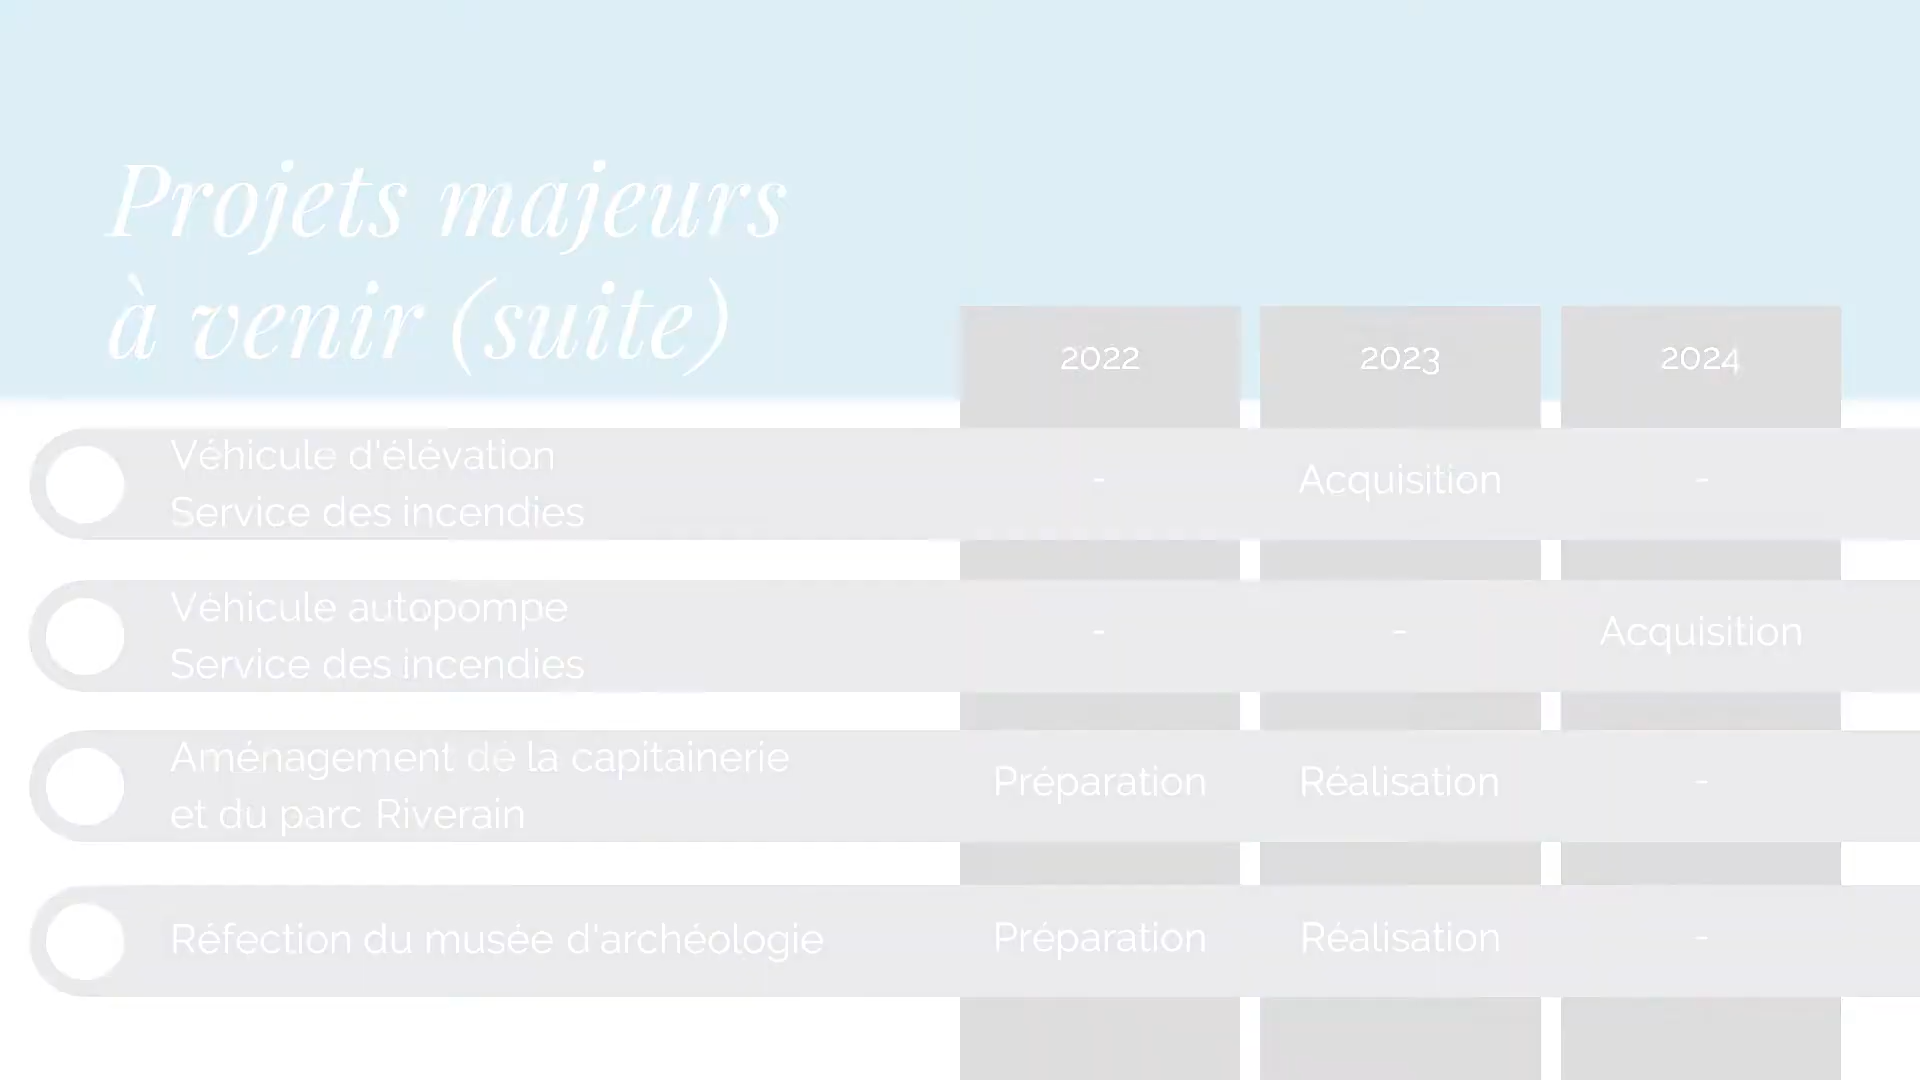 Projets majeurs
à venir (suite)
2022 2023 2024
Véhicule d'élévation
Service des incendies
- Acquisition -
Véhicule autopompe
Service des incendies
- - Acquisition
Aménagement de la capitainerie
et du parc Riverain
Préparation Réalisation -
Réfection du musée d'archéologie Préparation Réalisation -